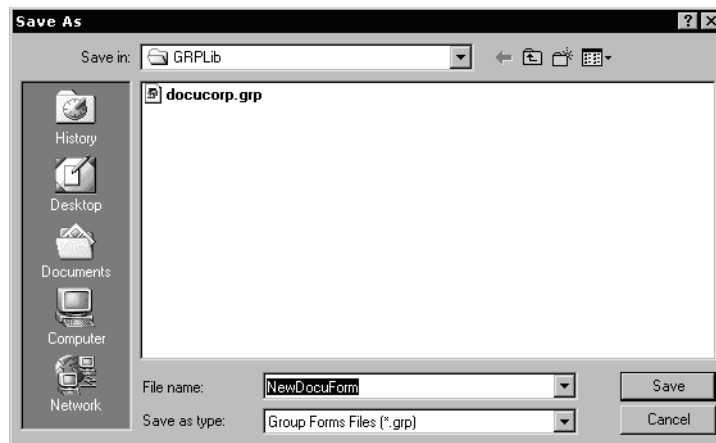 Save As
Save in: GRPLib
docucorp.grp
History
Desktop
Documents
Computer
Network
File name: NewDocuForm Save
Save as type: Group Forms Files (*.grp) Cancel